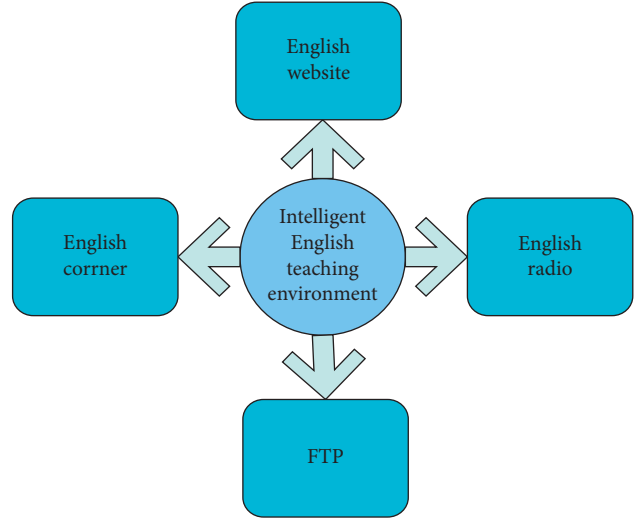 English
website
English
corrner
Intelligent
English
teaching
environment
English
radio
FTP